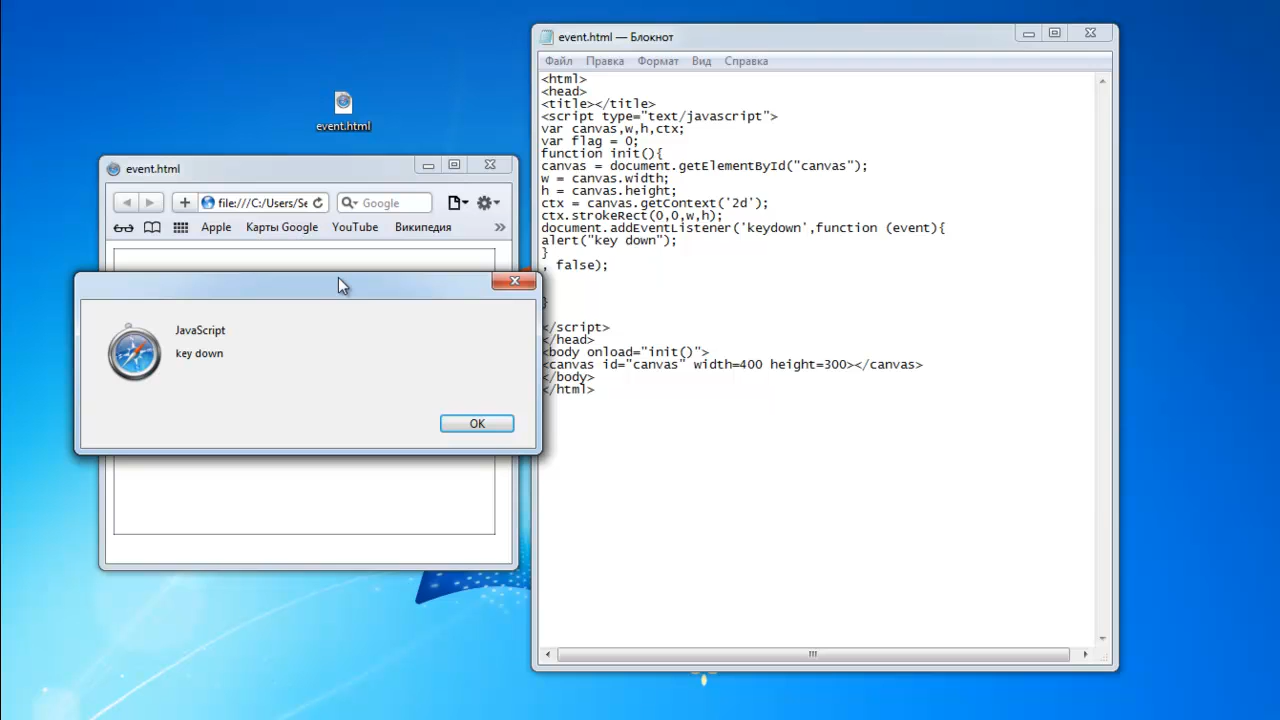 event.html
event.html
file:///C:/Users/Se
Google
Apple
Карты Google
YouTube
Википедия
»
JavaScript
key down
OK
event.html — Блокнот
Файл Правка Формат Вид Справка
<html>
<head>
<title></title>
<script type="text/javascript">
var canvas,w,h,ctx;
var flag = 0;
function init(){
canvas = document.getElementById("canvas");
w = canvas.width;
h = canvas.height;
ctx = canvas.getContext('2d');
ctx.strokeRect(0,0,w,h);
document.addEventListener('keydown',function (event){
alert("key down");
}
, false);
}
</script>
</head>
<body onload="init()">
<canvas id="canvas" width=400 height=300></canvas>
</body>
</html>